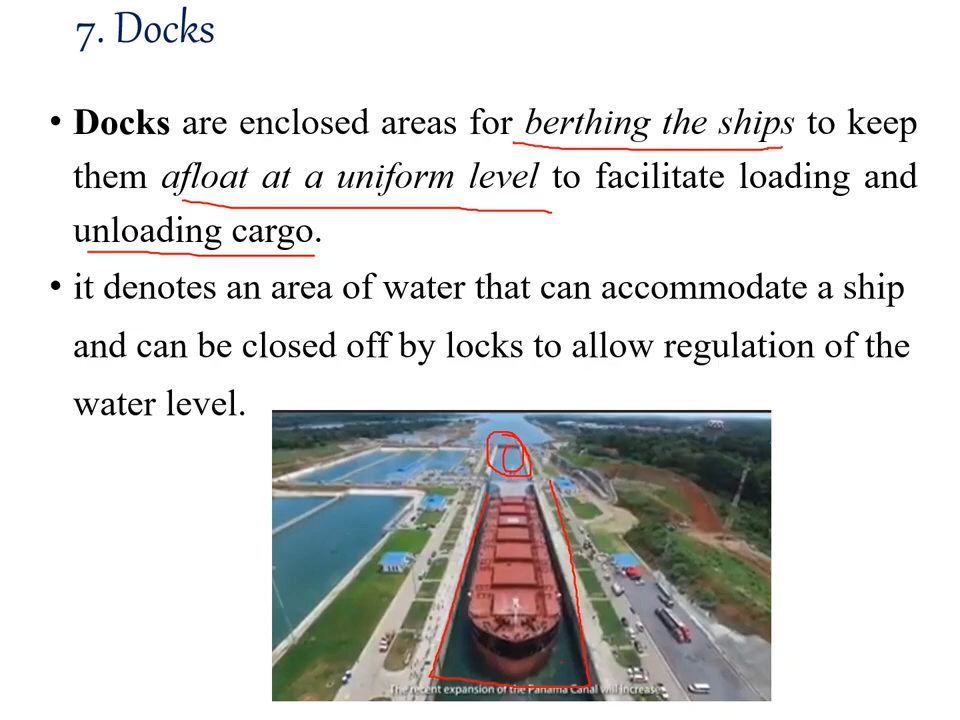 7. Docks
• Docks are enclosed areas for berthing the ships to keep
them afloat at a uniform level to facilitate loading and
unloading cargo.
• it denotes an area of water that can accommodate a ship
and can be closed off by locks to allow regulation of the
water level.
The recent expansion of the Panama Canal will increase